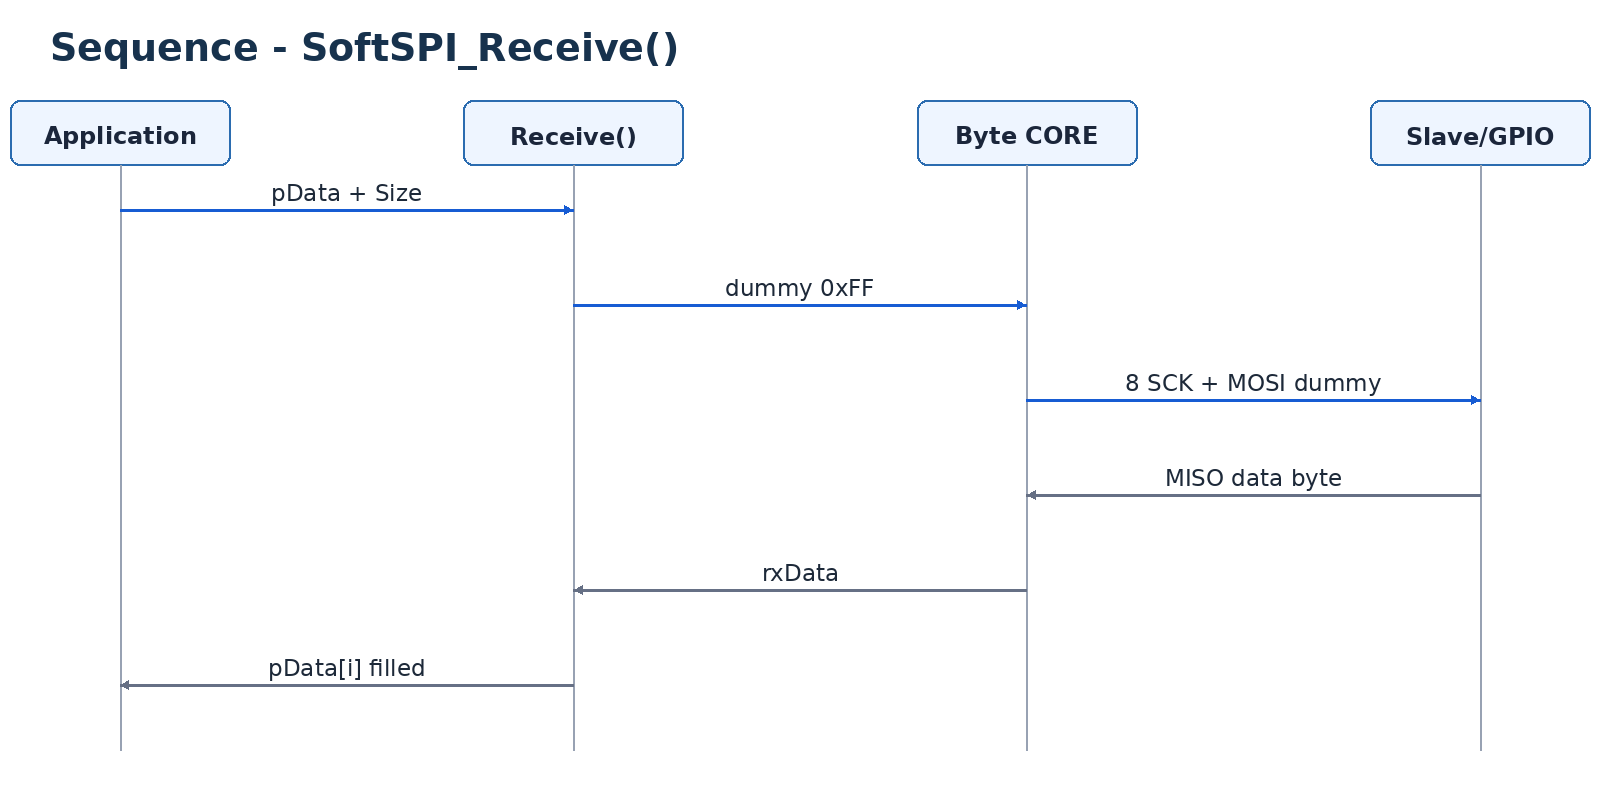 Sequence - SoftSPI_Receive()
Application
Receive()
Byte CORE
Slave/GPIO
pData + Size
dummy 0xFF
8 SCK + MOSI dummy
MISO data byte
rxData
pData[i] filled